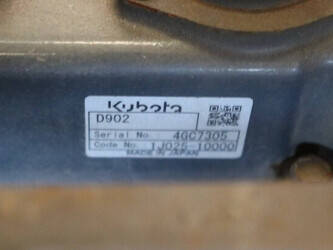 Kubota
D902
Serial No. 4GC7305
Code No. 1J025-10000
MADE IN JAPAN